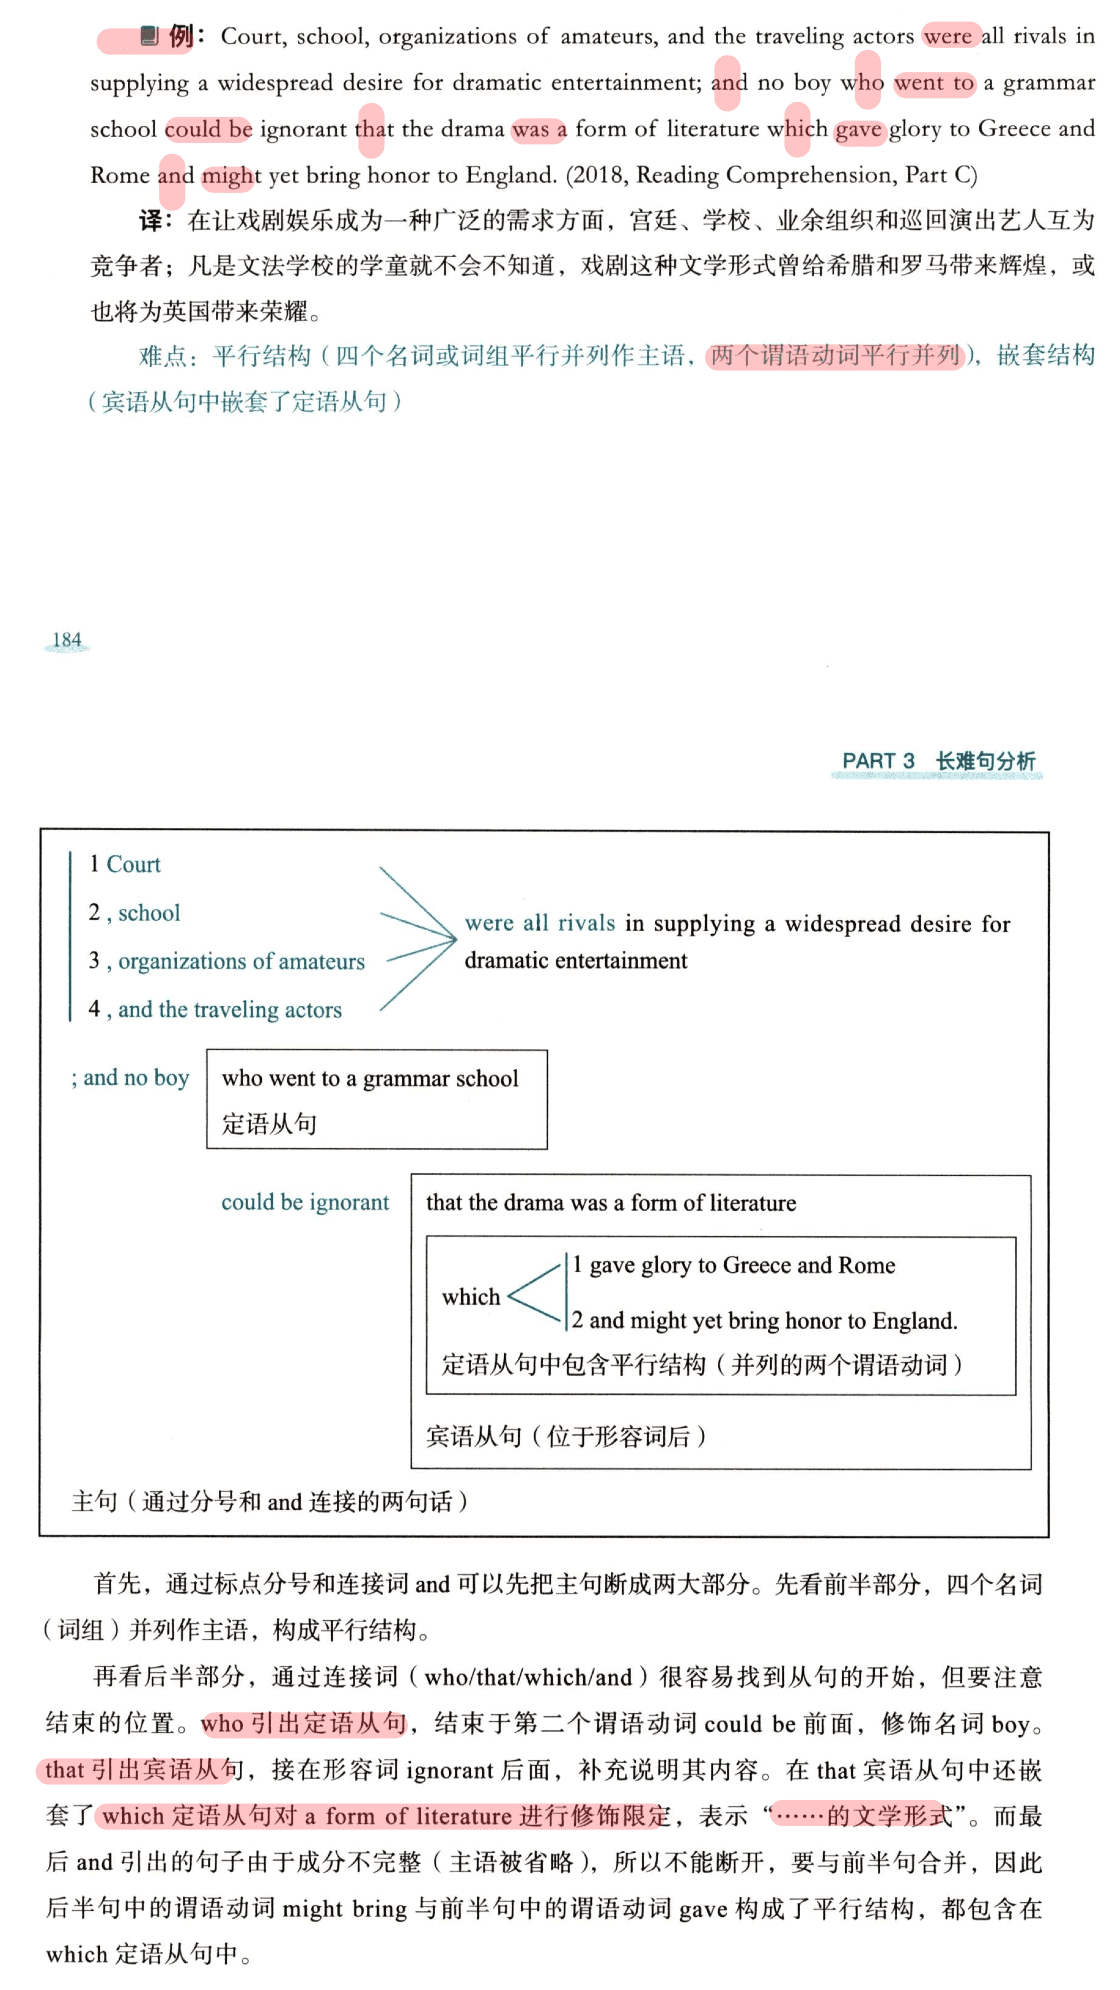 例：Court, school, organizations of amateurs, and the traveling actors were all rivals in
supplying a widespread desire for dramatic entertainment; and no boy who went to a grammar
school could be ignorant that the drama was a form of literature which gave glory to Greece and
Rome and might yet bring honor to England. (2018, Reading Comprehension, Part C)
译：在让戏剧娱乐成为一种广泛的需求方面，宫廷、学校、业余组织和巡回演出艺人互为
竞争者；凡是文法学校的学童就不会不知道，戏剧这种文学形式曾给希腊和罗马带来辉煌，或
也将为英国带来荣耀。
难点：平行结构（四个名词或词组平行并列作主语，两个谓语动词平行并列），嵌套结构
（宾语从句中嵌套了定语从句）
184
PART 3 长难句分析
1 Court
2 , school
3 , organizations of amateurs
4 , and the traveling actors
were all rivals in supplying a widespread desire for
dramatic entertainment
; and no boy
who went to a grammar school
定语从句
could be ignorant
that the drama was a form of literature
which
1 gave glory to Greece and Rome
2 and might yet bring honor to England.
定语从句中包含平行结构（并列的两个谓语动词）
宾语从句（位于形容词后）
主句（通过分号和 and 连接的两句话）
首先，通过标点分号和连接词 and 可以先把主句断成两大部分。先看前半部分，四个名词
（词组）并列作主语，构成平行结构。
再看后半部分，通过连接词（who/that/which/and）很容易找到从句的开始，但要注意
结束的位置。who 引出定语从句，结束于第二个谓语动词 could be 前面，修饰名词 boy。
that 引出宾语从句，接在形容词 ignorant 后面，补充说明其内容。在 that 宾语从句中还嵌
套了 which 定语从句对 a form of literature 进行修饰限定，表示“……的文学形式”。而最
后 and 引出的句子由于成分不完整（主语被省略），所以不能断开，要与前半句合并，因此
后半句中的谓语动词 might bring 与前半句中的谓语动词 gave 构成了平行结构，都包含在
which 定语从句中。